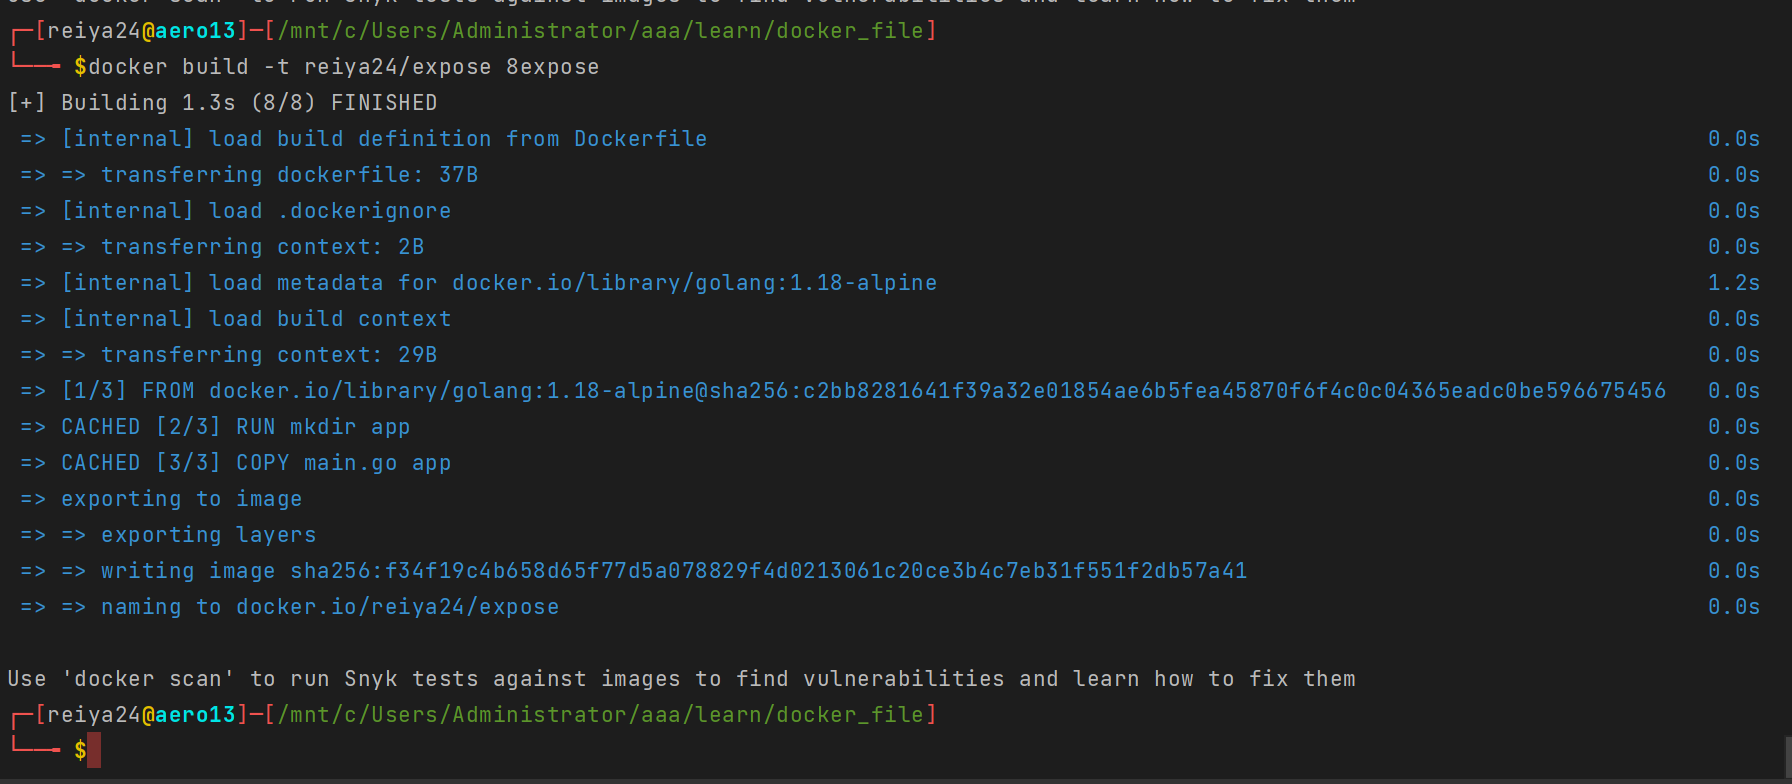 use 'docker scan' to run Snyk tests against images to find vulnerabilities and learn how to fix them
┌─[reiya24@aero13]─[/mnt/c/Users/Administrator/aaa/learn/docker_file]
└──╼ $docker build -t reiya24/expose 8expose
[+] Building 1.3s (8/8) FINISHED
=> [internal] load build definition from Dockerfile 0.0s
=> => transferring dockerfile: 37B 0.0s
=> [internal] load .dockerignore 0.0s
=> => transferring context: 2B 0.0s
=> [internal] load metadata for docker.io/library/golang:1.18-alpine 1.2s
=> [internal] load build context 0.0s
=> => transferring context: 29B 0.0s
=> [1/3] FROM docker.io/library/golang:1.18-alpine@sha256:c2bb8281641f39a32e01854ae6b5fea45870f6f4c0c04365eadc0be596675456 0.0s
=> CACHED [2/3] RUN mkdir app 0.0s
=> CACHED [3/3] COPY main.go app 0.0s
=> exporting to image 0.0s
=> => exporting layers 0.0s
=> => writing image sha256:f34f19c4b658d65f77d5a078829f4d0213061c20ce3b4c7eb31f551f2db57a41 0.0s
=> => naming to docker.io/reiya24/expose 0.0s
Use 'docker scan' to run Snyk tests against images to find vulnerabilities and learn how to fix them
┌─[reiya24@aero13]─[/mnt/c/Users/Administrator/aaa/learn/docker_file]
└──╼ $